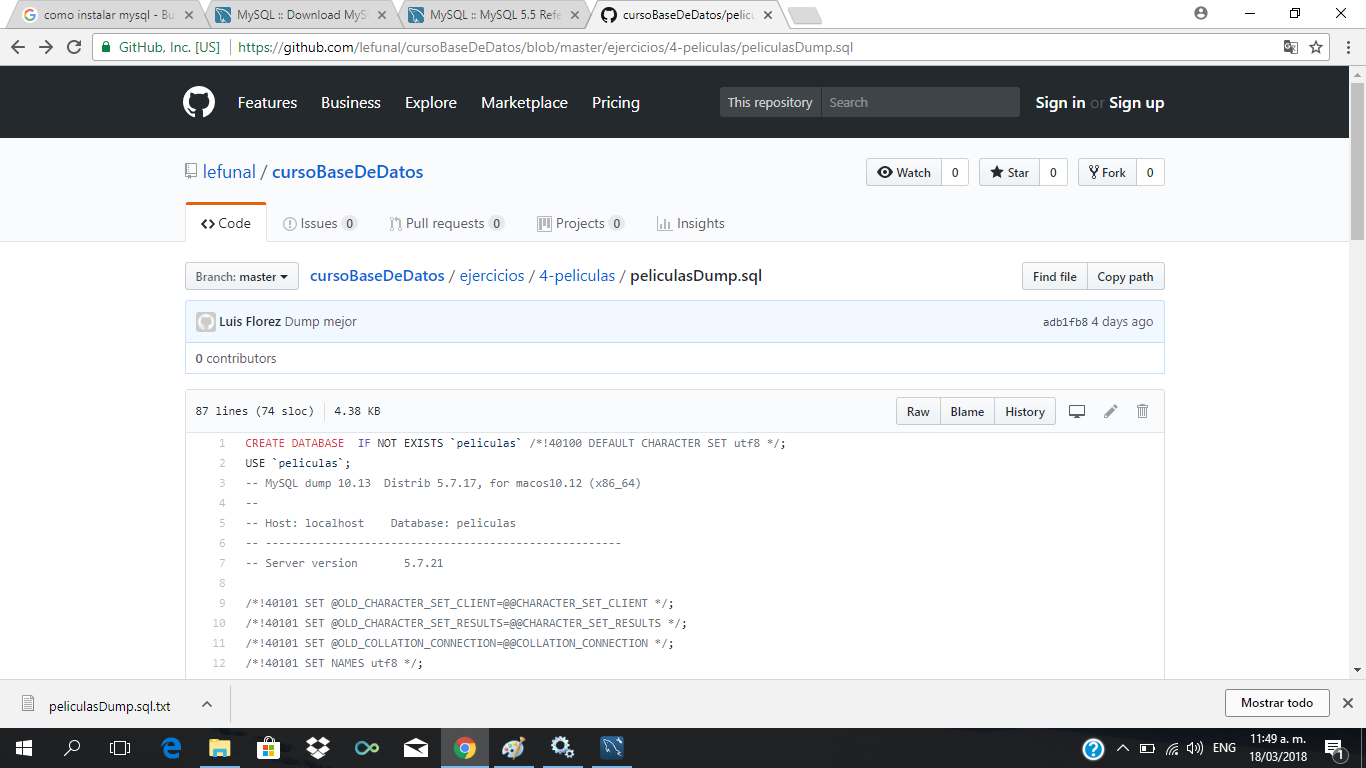 como instalar mysql - Bu
MySQL :: Download MyS
MySQL :: MySQL 5.5 Refe
cursoBaseDeDatos/pelicu
GitHub, Inc. [US]
https://github.com/lefunal/cursoBaseDeDatos/blob/master/ejercicios/4-peliculas/peliculasDump.sql
Features Business Explore Marketplace Pricing
This repository Search
Sign in or Sign up
lefunal / cursoBaseDeDatos
Watch 0
Star 0
Fork 0
Code Issues 0 Pull requests 0 Projects 0 Insights
Branch: master
cursoBaseDeDatos / ejercicios / 4-peliculas / peliculasDump.sql
Find file Copy path
Luis Florez Dump mejor
adb1fb8 4 days ago
0 contributors
87 lines (74 sloc) 4.38 KB
Raw Blame History
1 CREATE DATABASE  IF NOT EXISTS `peliculas` /*!40100 DEFAULT CHARACTER SET utf8 */;
2 USE `peliculas`;
3 -- MySQL dump 10.13  Distrib 5.7.17, for macos10.12 (x86_64)
4 --
5 -- Host: localhost    Database: peliculas
6 -- ------------------------------------------------------
7 -- Server version       5.7.21
8
9 /*!40101 SET @OLD_CHARACTER_SET_CLIENT=@@CHARACTER_SET_CLIENT */;
10 /*!40101 SET @OLD_CHARACTER_SET_RESULTS=@@CHARACTER_SET_RESULTS */;
11 /*!40101 SET @OLD_COLLATION_CONNECTION=@@COLLATION_CONNECTION */;
12 /*!40101 SET NAMES utf8 */;
peliculasDump.sql.txt
Mostrar todo
ENG
11:49 a. m.
18/03/2018
1